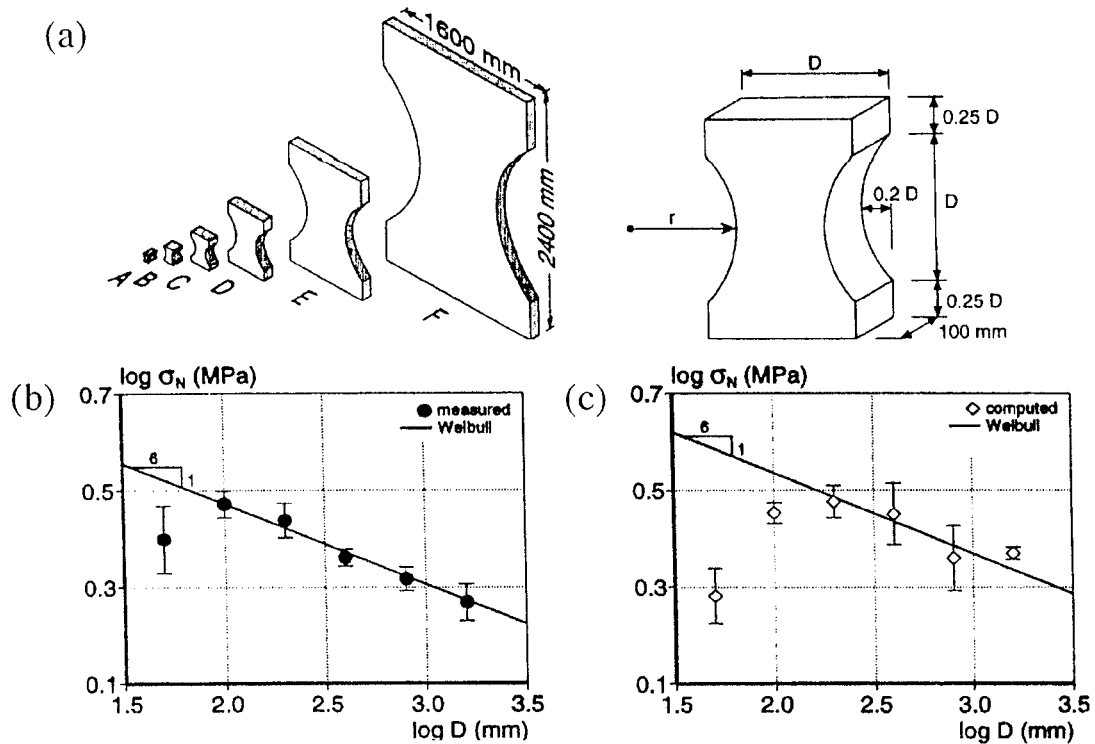 (a)
1600 mm
2400 mm
A B C D E F
D
0.25 D
0.2 D
D
r
0.25 D
100 mm
(b)
log σN (MPa)
0.7
0.5
0.3
0.1
● measured
— Weibull
6
1
1.5 2.0 2.5 3.0 3.5
log D (mm)
(c)
log σN (MPa)
0.7
0.5
0.3
0.1
◇ computed
— Weibull
6
1
1.5 2.0 2.5 3.0 3.5
log D (mm)